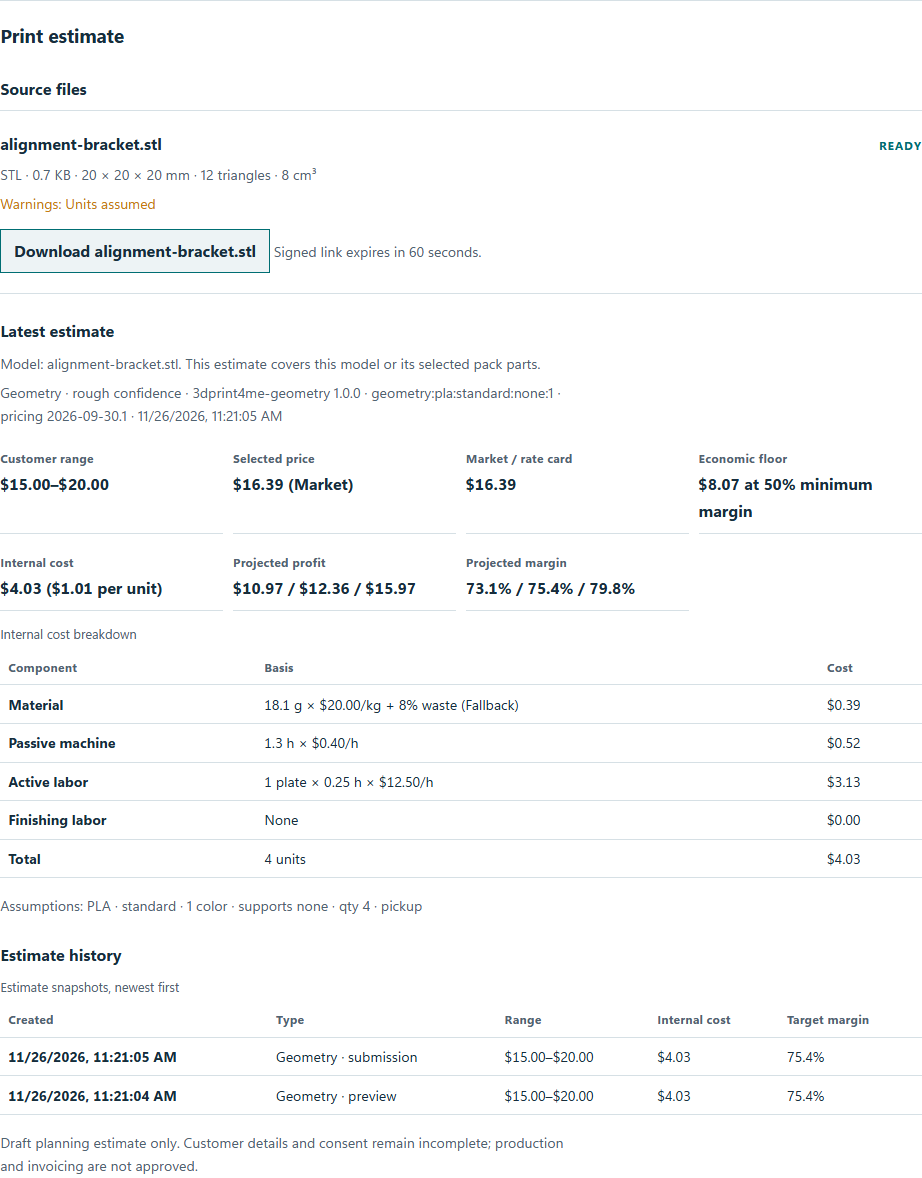 Print estimate
Source files
alignment-bracket.stl READY
STL · 0.7 KB · 20 × 20 × 20 mm · 12 triangles · 8 cm³
Warnings: Units assumed
Download alignment-bracket.stl Signed link expires in 60 seconds.
Latest estimate
Model: alignment-bracket.stl. This estimate covers this model or its selected pack parts.
Geometry · rough confidence · 3dprint4me-geometry 1.0.0 · geometry:pla:standard:none:1 ·
pricing 2026-09-30.1 · 11/26/2026, 11:21:05 AM
Customer range Selected price Market / rate card Economic floor
$15.00–$20.00 $16.39 (Market) $16.39 $8.07 at 50% minimum
margin
Internal cost Projected profit Projected margin
$4.03 ($1.01 per unit) $10.97 / $12.36 / $15.97 73.1% / 75.4% / 79.8%
Internal cost breakdown
Component Basis Cost
Material 18.1 g × $20.00/kg + 8% waste (Fallback) $0.39
Passive machine 1.3 h × $0.40/h $0.52
Active labor 1 plate × 0.25 h × $12.50/h $3.13
Finishing labor None $0.00
Total 4 units $4.03
Assumptions: PLA · standard · 1 color · supports none · qty 4 · pickup
Estimate history
Estimate snapshots, newest first
Created Type Range Internal cost Target margin
11/26/2026, 11:21:05 AM Geometry · submission $15.00–$20.00 $4.03 75.4%
11/26/2026, 11:21:04 AM Geometry · preview $15.00–$20.00 $4.03 75.4%
Draft planning estimate only. Customer details and consent remain incomplete; production
and invoicing are not approved.